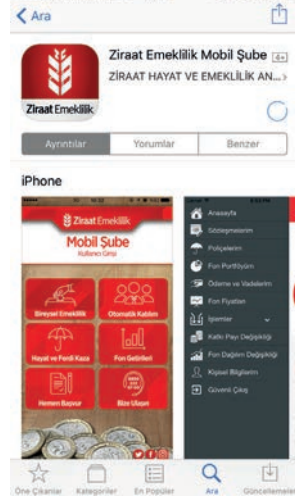 Ara
Ziraat Emeklilik Mobil Şube 4+
ZİRAAT HAYAT VE EMEKLİLİK AN...
Ziraat Emeklilik
Ayrıntılar
Yorumlar
Benzer
iPhone
Ziraat Emeklilik
Mobil Şube
Kullanıcı Girişi
Bireysel Emeklilik
Otomatik Katılım
Hayat ve Ferdi Kaza
Fon Getirileri
Hemen Başvur
Bize Ulaşın
Anasayfa
Sözleşmelerim
Poliçelerim
Fon Portföyüm
Ödeme ve Vadelerim
Fon Fiyatları
İşlemler
Katkı Payı Değişikliği
Fon Dağılım Değişikliği
Kişisel Bilgilerim
Güvenli Çıkış
Öne Çıkanlar
Kategoriler
En Popüler
Ara
Güncellemeler